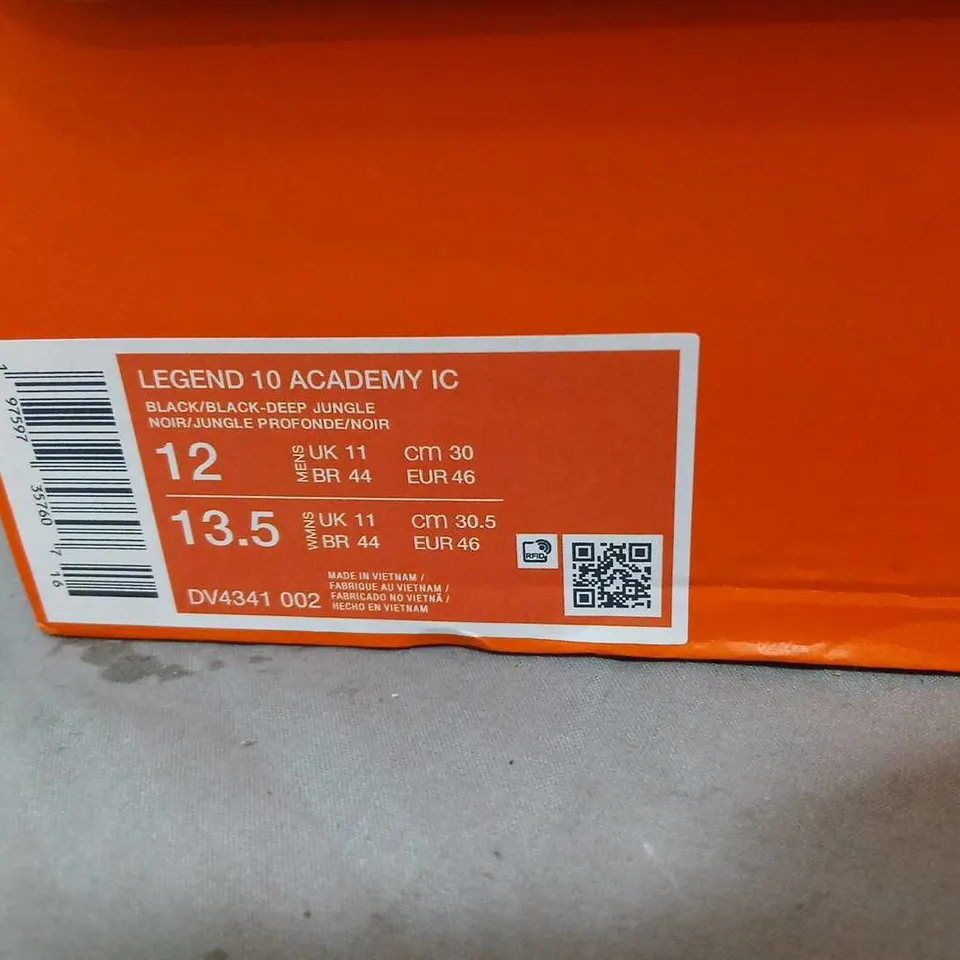 LEGEND 10 ACADEMY IC
BLACK/BLACK-DEEP JUNGLE
NOIR/JUNGLE PROFONDE/NOIR
12 MENS UK 11 cm 30
BR 44 EUR 46
13.5 WMNS UK 11 cm 30.5
BR 44 EUR 46
DV4341 002
MADE IN VIETNAM /
FABRIQUE AU VIETNAM /
FABRICADO NO VIETNÃ /
HECHO EN VIETNAM
RFID
1 97597 35760 7 16